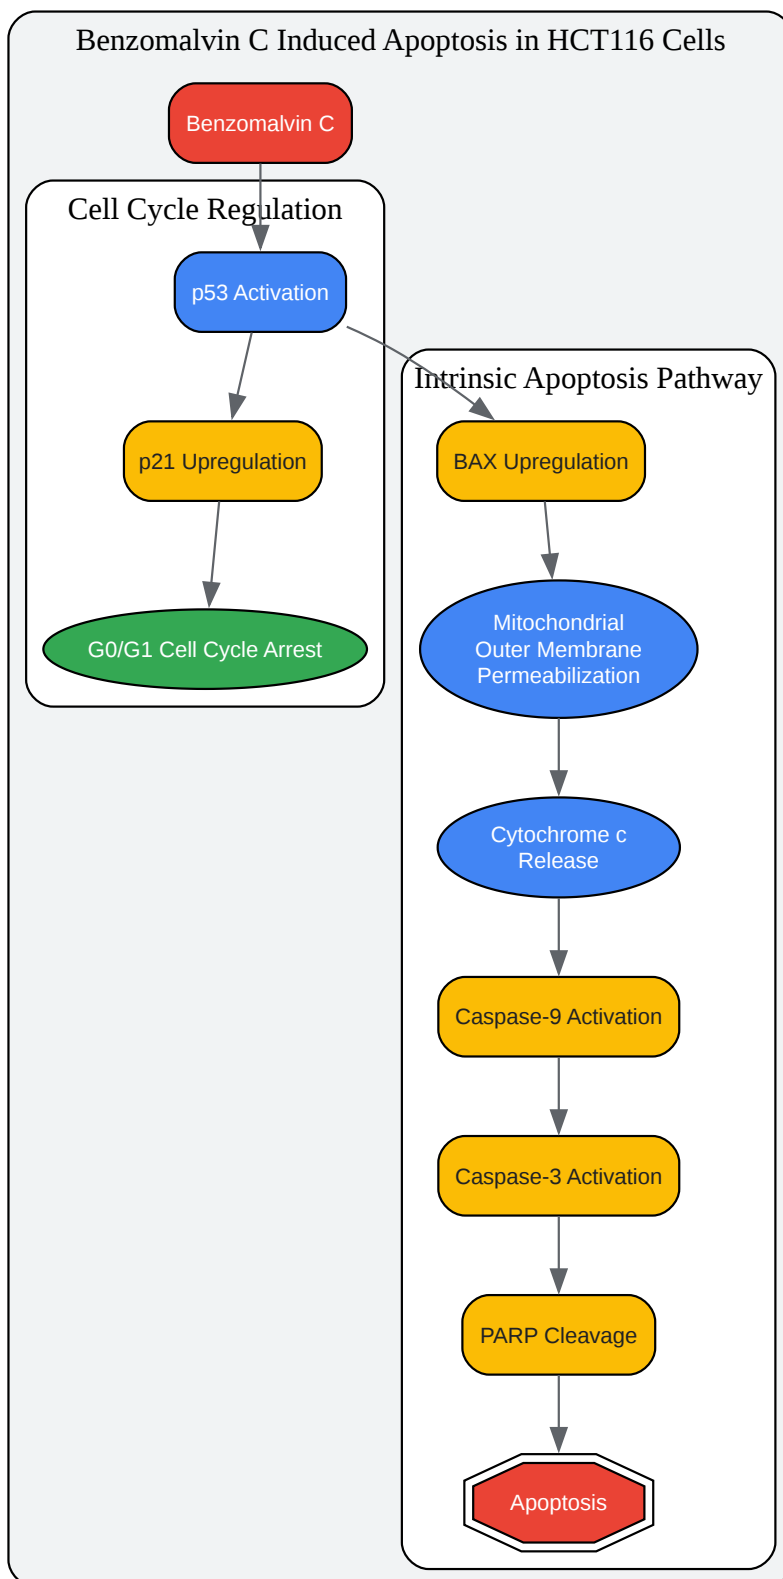 Benzomalvin C Induced Apoptosis in HCT116 Cells
Benzomalvin C
Cell Cycle Regulation
p53 Activation
Intrinsic Apoptosis Pathway
p21 Upregulation
BAX Upregulation
G0/G1 Cell Cycle Arrest
Mitochondrial
Outer Membrane
Permeabilization
Cytochrome c
Release
Caspase-9 Activation
Caspase-3 Activation
PARP Cleavage
Apoptosis